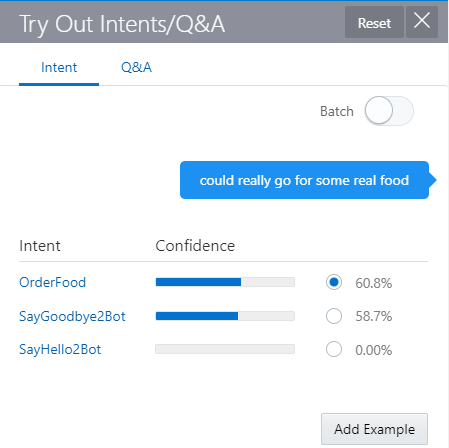 Try Out Intents/Q&A
Reset
Intent
Q&A
Batch
could really go for some real food
Intent Confidence
OrderFood 60.8%
SayGoodbye2Bot 58.7%
SayHello2Bot 0.00%
Add Example